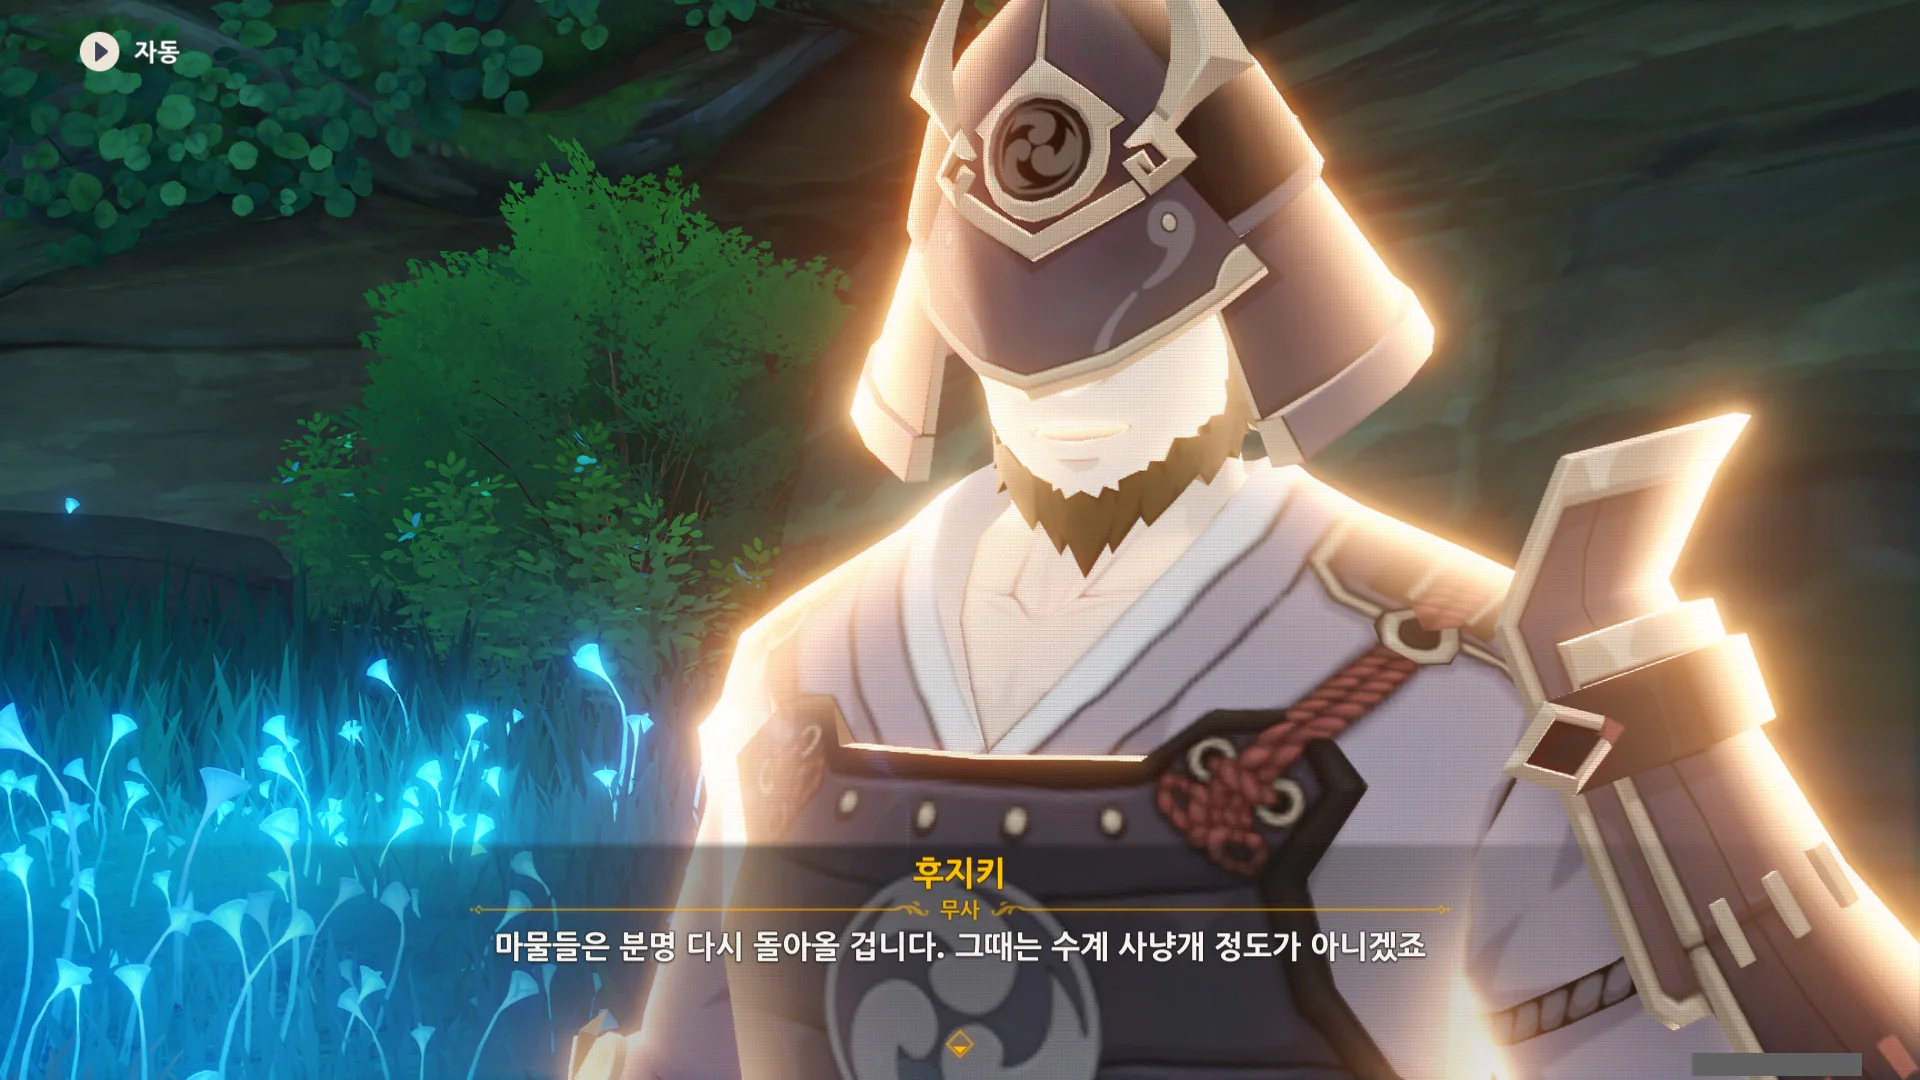 자동
후지키
무사
마물들은 분명 다시 돌아올 겁니다. 그때는 수계 사냥개 정도가 아니겠죠